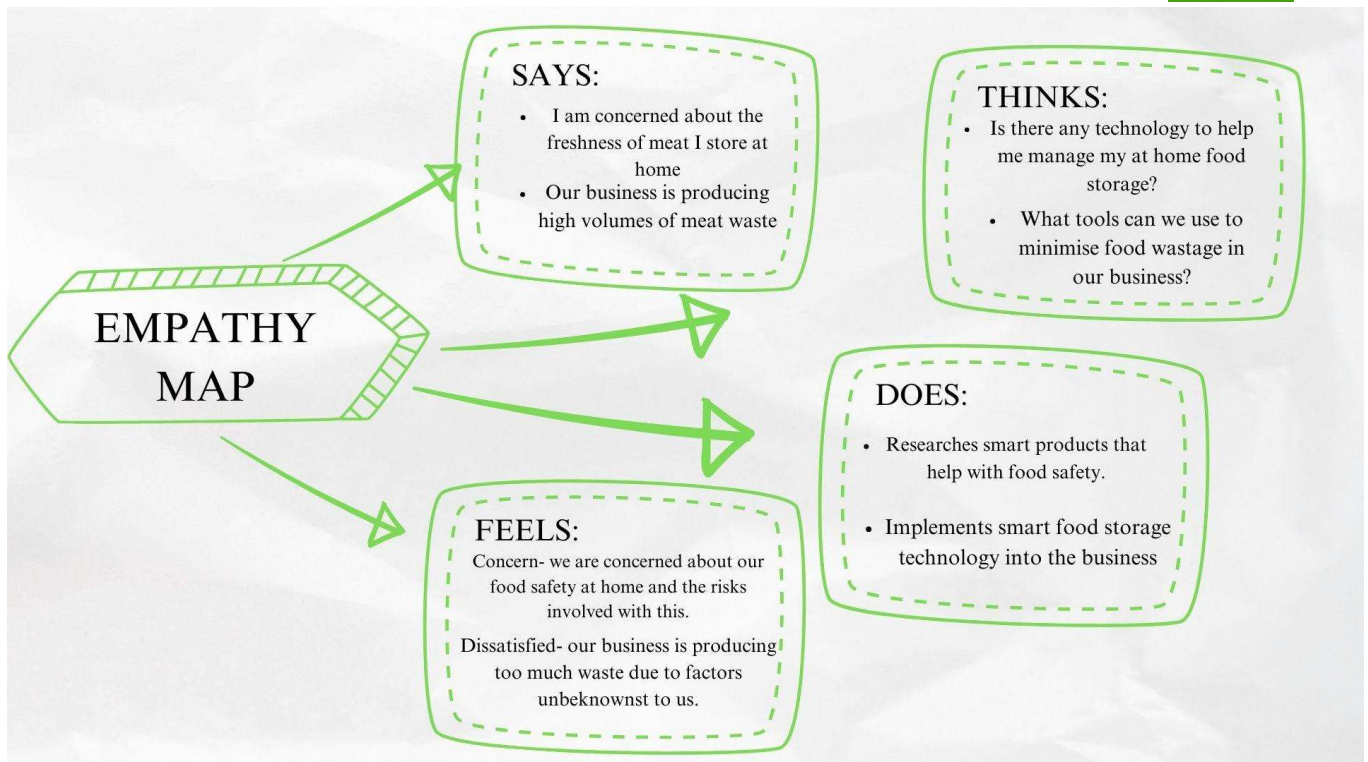 EMPATHY
MAP
SAYS:
• I am concerned about the
freshness of meat I store at
home
• Our business is producing
high volumes of meat waste
THINKS:
• Is there any technology to help
me manage my at home food
storage?
• What tools can we use to
minimise food wastage in
our business?
DOES:
• Researches smart products that
help with food safety.
• Implements smart food storage
technology into the business
FEELS:
Concern- we are concerned about our
food safety at home and the risks
involved with this.
Dissatisfied- our business is producing
too much waste due to factors
unbeknownst to us.